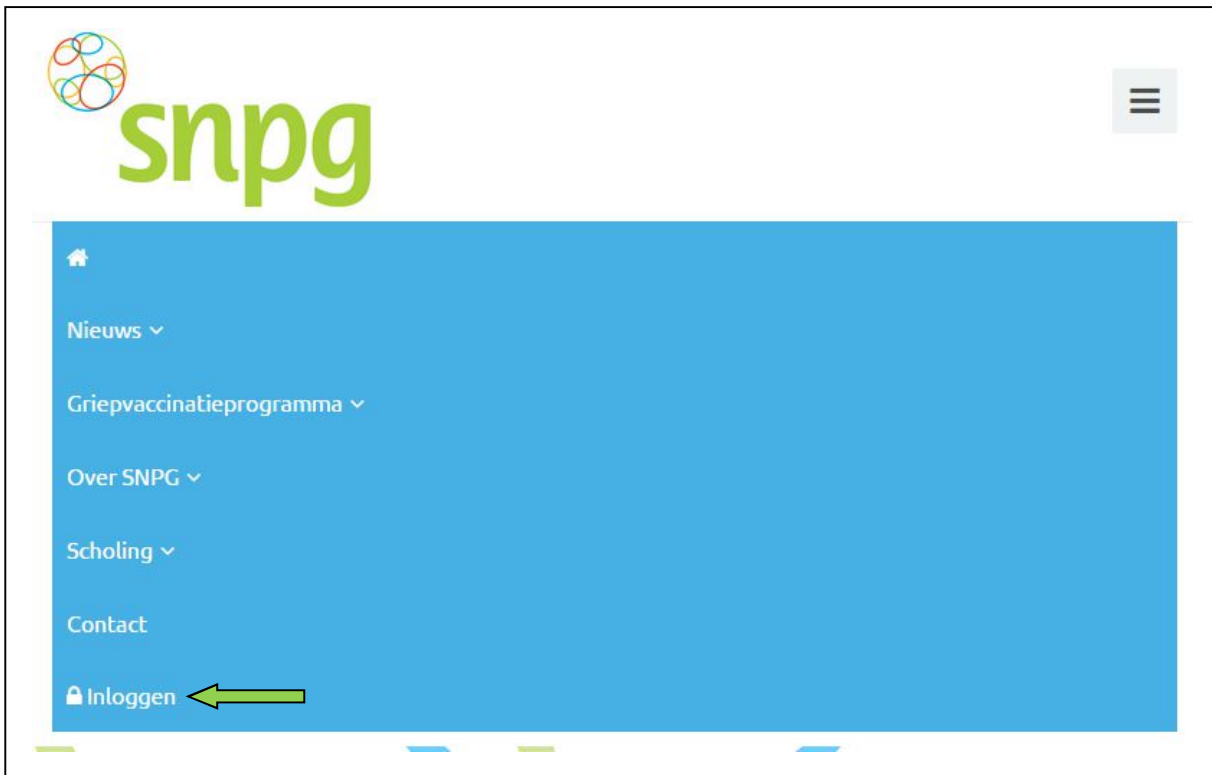 snpg
Nieuws
Griepvaccinatieprogramma
Over SNPG
Scholing
Contact
Inloggen